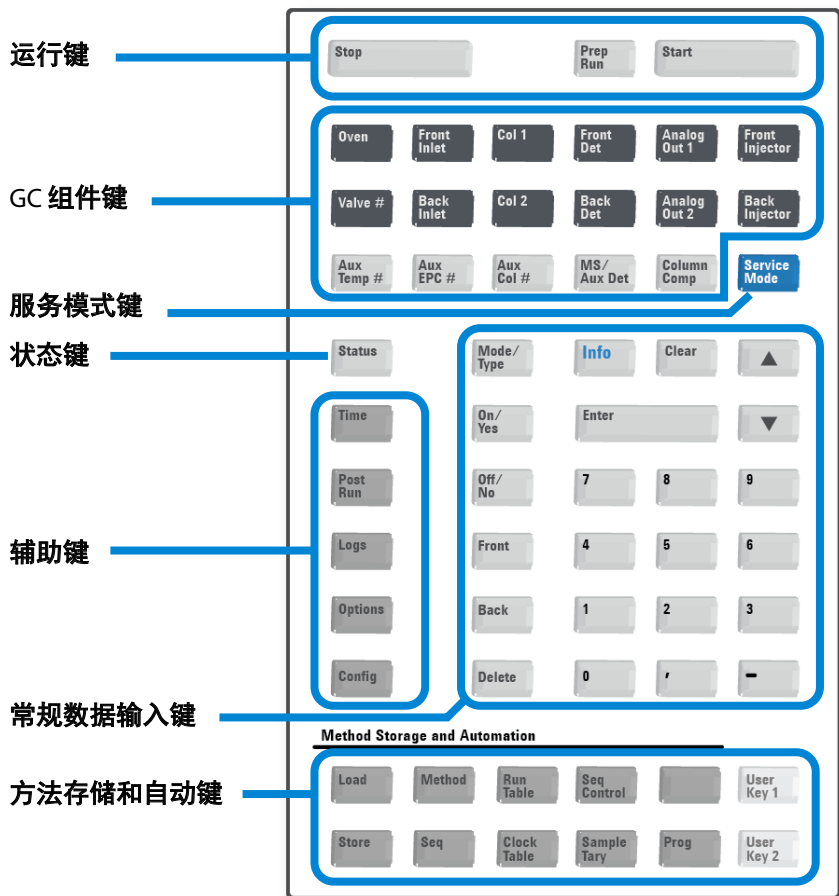 运行键
Stop
Prep
Run
Start
GC 组件键
Oven
Front
Inlet
Col 1
Front
Det
Analog
Out 1
Front
Injector
Valve #
Back
Inlet
Col 2
Back
Det
Analog
Out 2
Back
Injector
Aux
Temp #
Aux
EPC #
Aux
Col #
MS/
Aux Det
Column
Comp
服务模式键
Service
Mode
状态键
Status
Mode/
Type
Info
Clear
▲
辅助键
Time
On/
Yes
Enter
▼
Post
Run
Off/
No
7
8
9
Logs
Front
4
5
6
Options
Back
1
2
3
Config
Delete
0
,
–
常规数据输入键
Method Storage and Automation
方法存储和自动键
Load
Method
Run
Table
Seq
Control
User
Key 1
Store
Seq
Clock
Table
Sample
Tary
Prog
User
Key 2